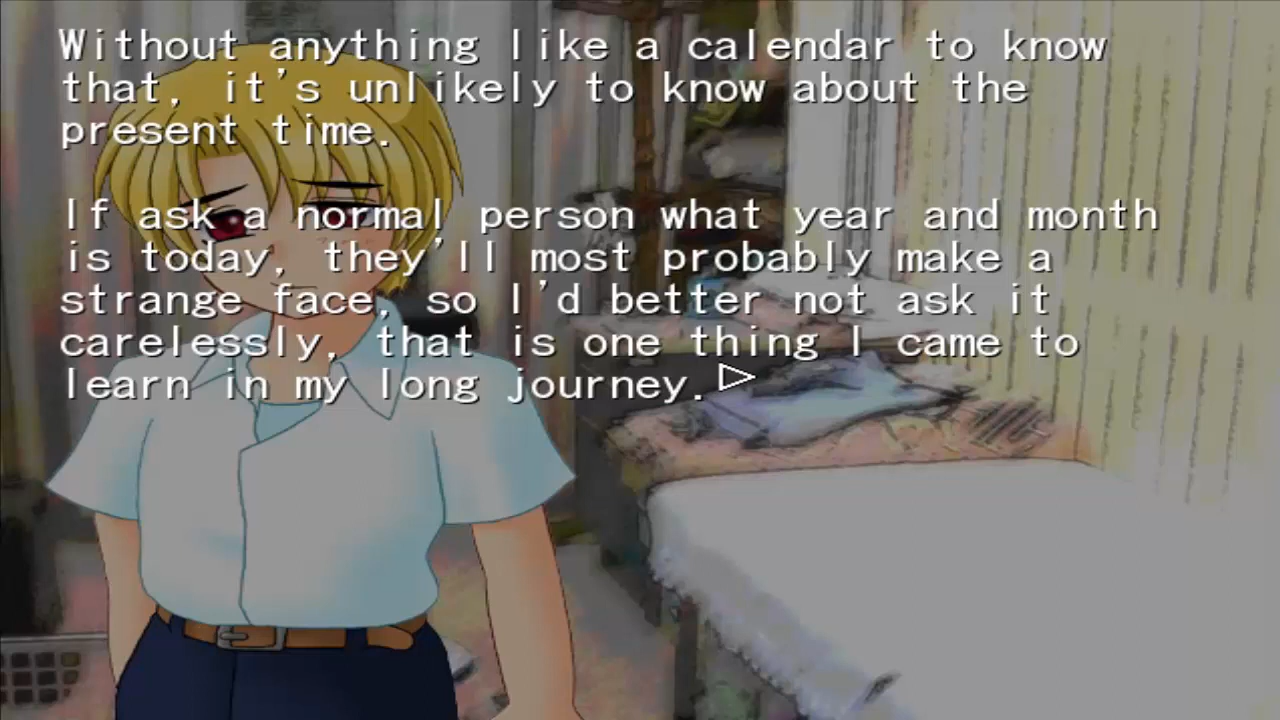 Without anything like a calendar to know
that, it's unlikely to know about the
present time.
If ask a normal person what year and month
is today, they'll most probably make a
strange face, so I'd better not ask it
carelessly, that is one thing I came to
learn in my long journey.